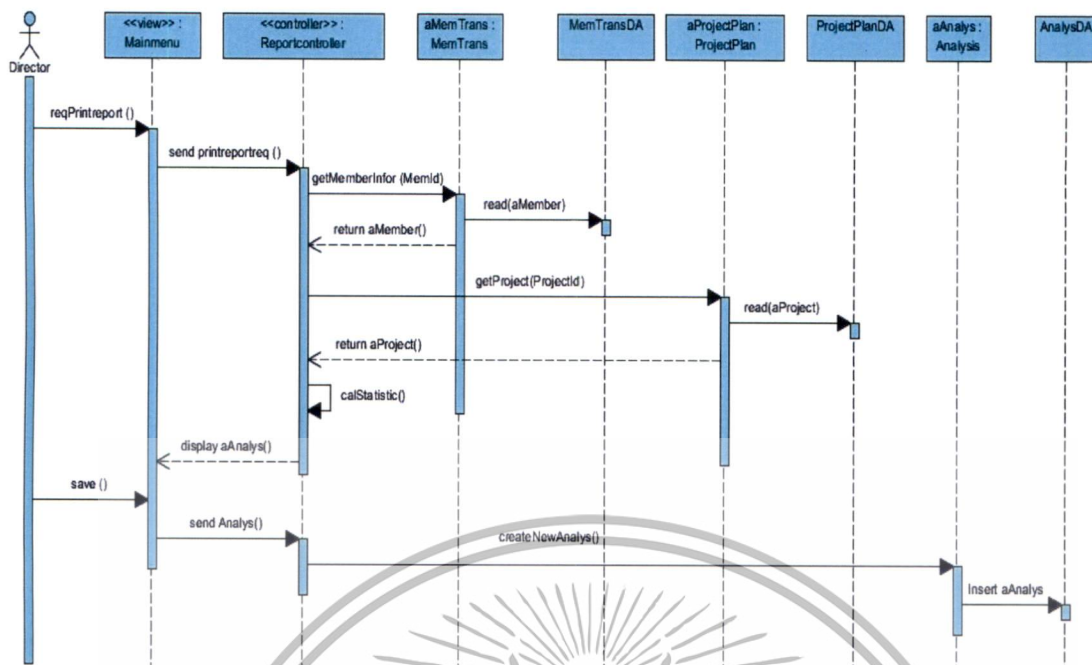 <<view>> :
Mainmenu
<<controller>> :
Reportcontroller
aMemTrans :
MemTrans
MemTransDA
aProjectPlan :
ProjectPlan
ProjectPlanDA
aAnalys :
Analysis
AnalysDA
Director
reqPrintreport ()
send printreportreq ()
getMemberInfor (MemId)
read(aMember)
return aMember()
getProject(ProjectId)
read(aProject)
return aProject()
calStatistic()
display aAnalys()
save ()
send Analys()
createNewAnalys()
Insert aAnalys